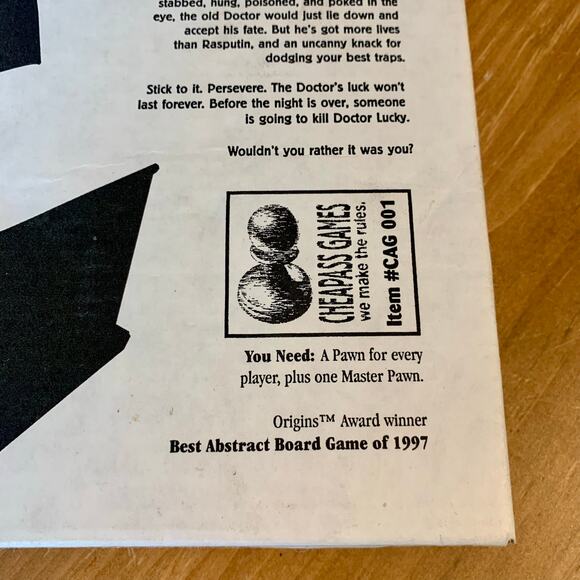 stabbed, hung, poisoned, and poked in the
eye, the old Doctor would just lie down and
accept his fate. But he's got more lives
than Rasputin, and an uncanny knack for
dodging your best traps.
Stick to it. Persevere. The Doctor's luck won't
last forever. Before the night is over, someone
is going to kill Doctor Lucky.
Wouldn't you rather it was you?
CHEAPASS GAMES
we make the rules.
Item #CAG 001
You Need: A Pawn for every
player, plus one Master Pawn.
Origins™ Award winner
Best Abstract Board Game of 1997